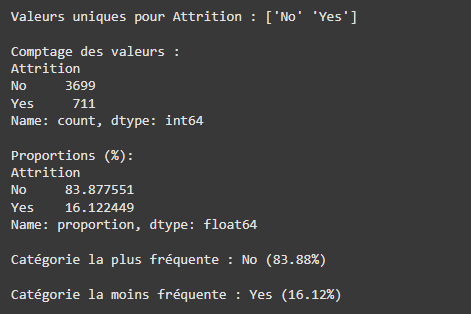 Valeurs uniques pour Attrition : ['No' 'Yes']
Comptage des valeurs :
Attrition
No     3699
Yes     711
Name: count, dtype: int64
Proportions (%):
Attrition
No     83.877551
Yes    16.122449
Name: proportion, dtype: float64
Catégorie la plus fréquente : No (83.88%)
Catégorie la moins fréquente : Yes (16.12%)